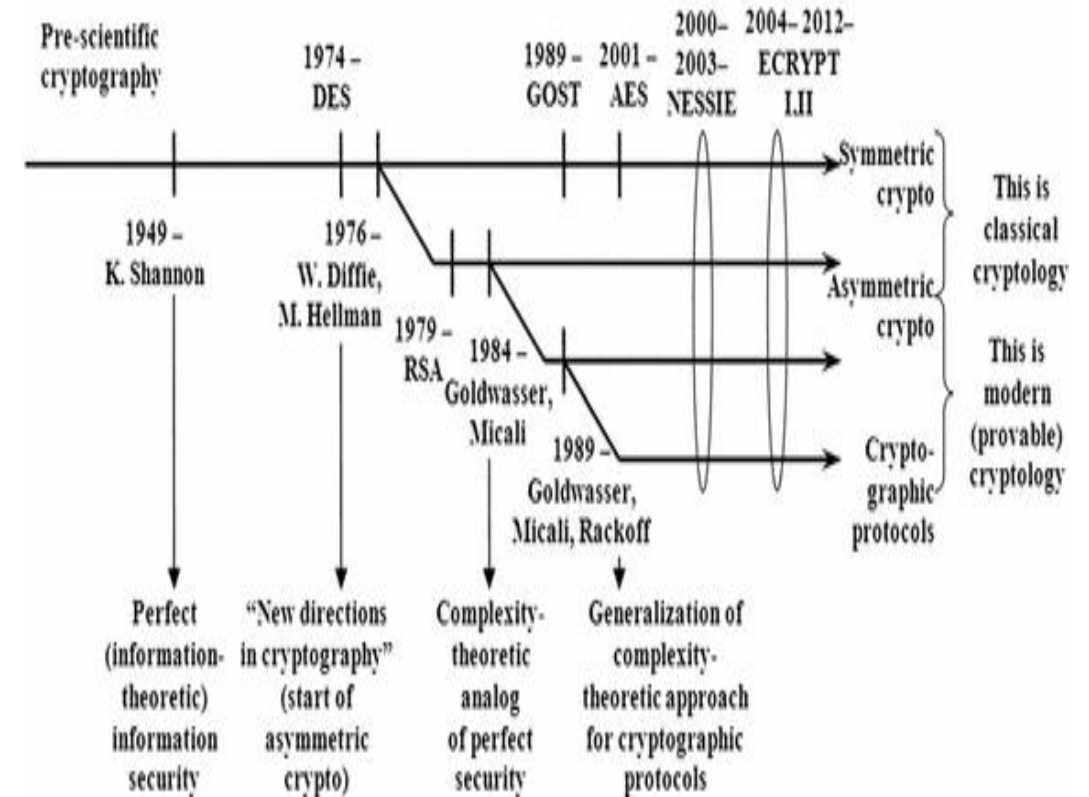 Pre-scientific
cryptography
1974 –
DES
1989 –
GOST
2001 –
AES
2000–
2003–
NESSIE
2004–2012–
ECRYPT
I.II
Symmetric
crypto
This is
classical
cryptology
1949 –
K. Shannon
1976–
W. Diffie,
M. Hellman
1979 –
RSA
1984 –
Goldwasser,
Micali
1989 –
Goldwasser,
Micali, Rackoff
Asymmetric
crypto
This is
modern
(provable)
cryptology
Crypto-
graphic
protocols
Perfect
(information-
theoretic)
information
security
“New directions
in cryptography”
(start of
asymmetric
crypto)
Complexity-
theoretic
analog
of perfect
security
Generalization of
complexity-
theoretic approach
for cryptographic
protocols